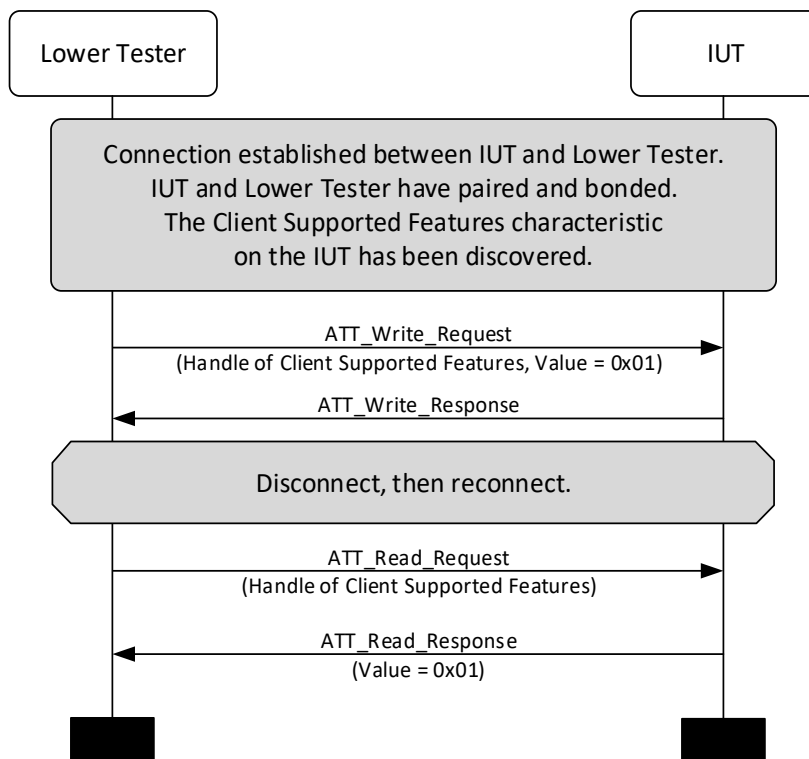 Lower Tester
IUT
Connection established between IUT and Lower Tester.
IUT and Lower Tester have paired and bonded.
The Client Supported Features characteristic
on the IUT has been discovered.
ATT_Write_Request
(Handle of Client Supported Features, Value = 0x01)
ATT_Write_Response
Disconnect, then reconnect.
ATT_Read_Request
(Handle of Client Supported Features)
ATT_Read_Response
(Value = 0x01)